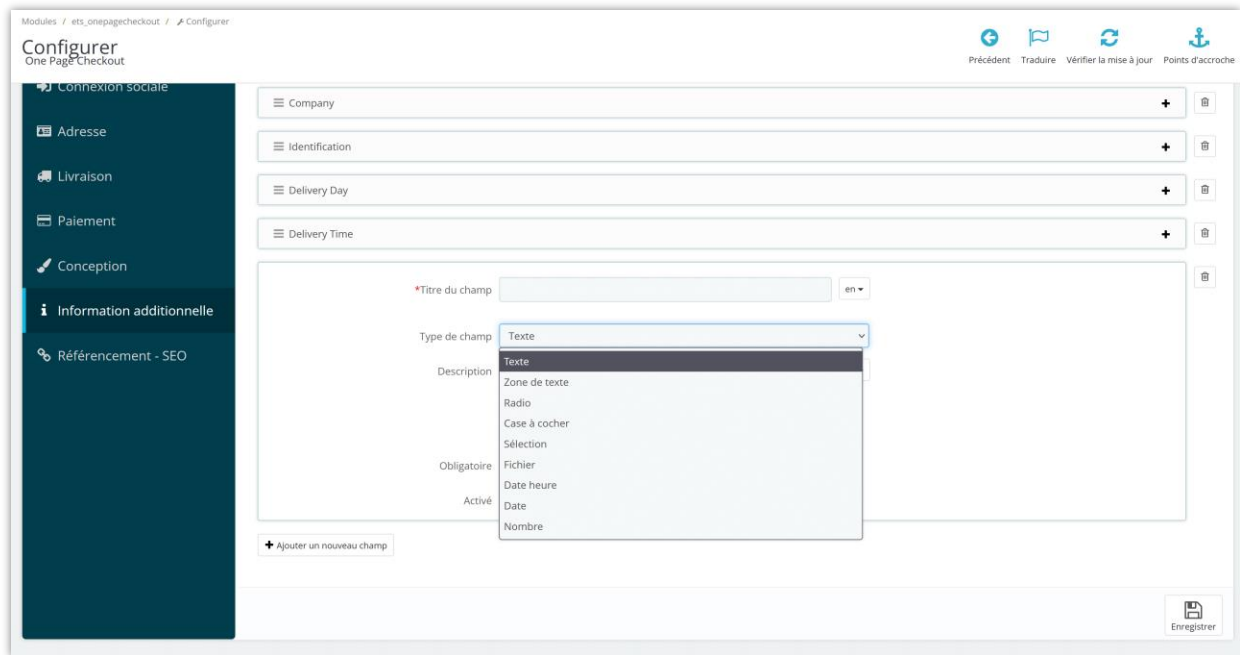 Modules / ets_onepagecheckout / Configurer
Configurer
One Page Checkout
Précédent
Traduire
Vérifier la mise à jour
Points d'accroche
Connexion sociale
Adresse
Livraison
Paiement
Conception
Information additionnelle
Référencement - SEO
Company
Identification
Delivery Day
Delivery Time
*Titre du champ
en
Type de champ
Texte
Description
Texte
Zone de texte
Radio
Case à cocher
Sélection
Fichier
Date heure
Date
Nombre
Obligatoire
Activé
Ajouter un nouveau champ
Enregistrer